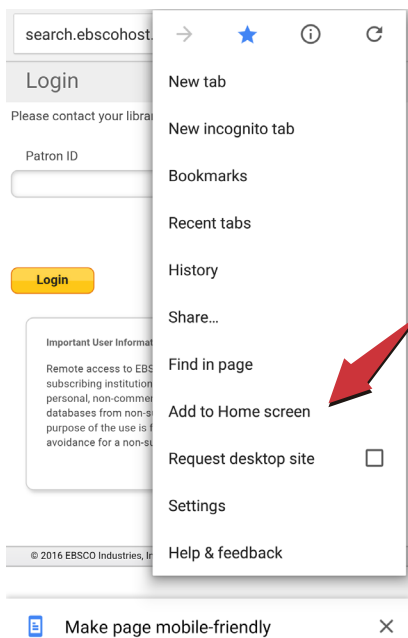 search.ebscohost.
Login
Please contact your librar
Patron ID
Login
Important User Informat
Remote access to EBS
subscribing institution
personal, non-commer
databases from non-su
purpose of the use is f
avoidance for a non-su
© 2016 EBSCO Industries, In
New tab
New incognito tab
Bookmarks
Recent tabs
History
Share...
Find in page
Add to Home screen
Request desktop site
Settings
Help & feedback
Make page mobile-friendly